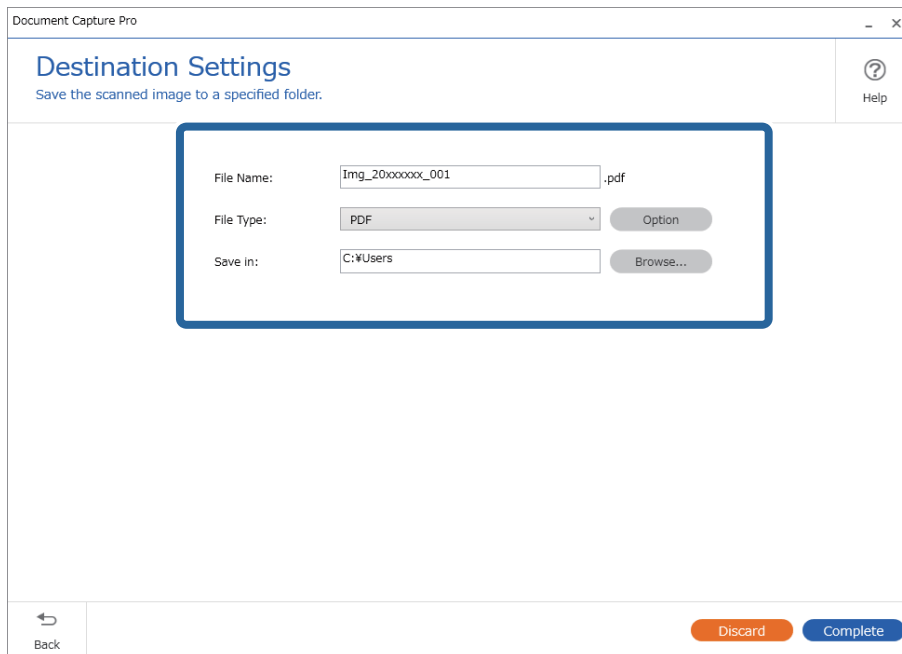 Document Capture Pro
Destination Settings
Save the scanned image to a specified folder.
Help
File Name: Img_20xxxxxx_001 .pdf
File Type: PDF Option
Save in: C:¥Users Browse...
Back
Discard Complete